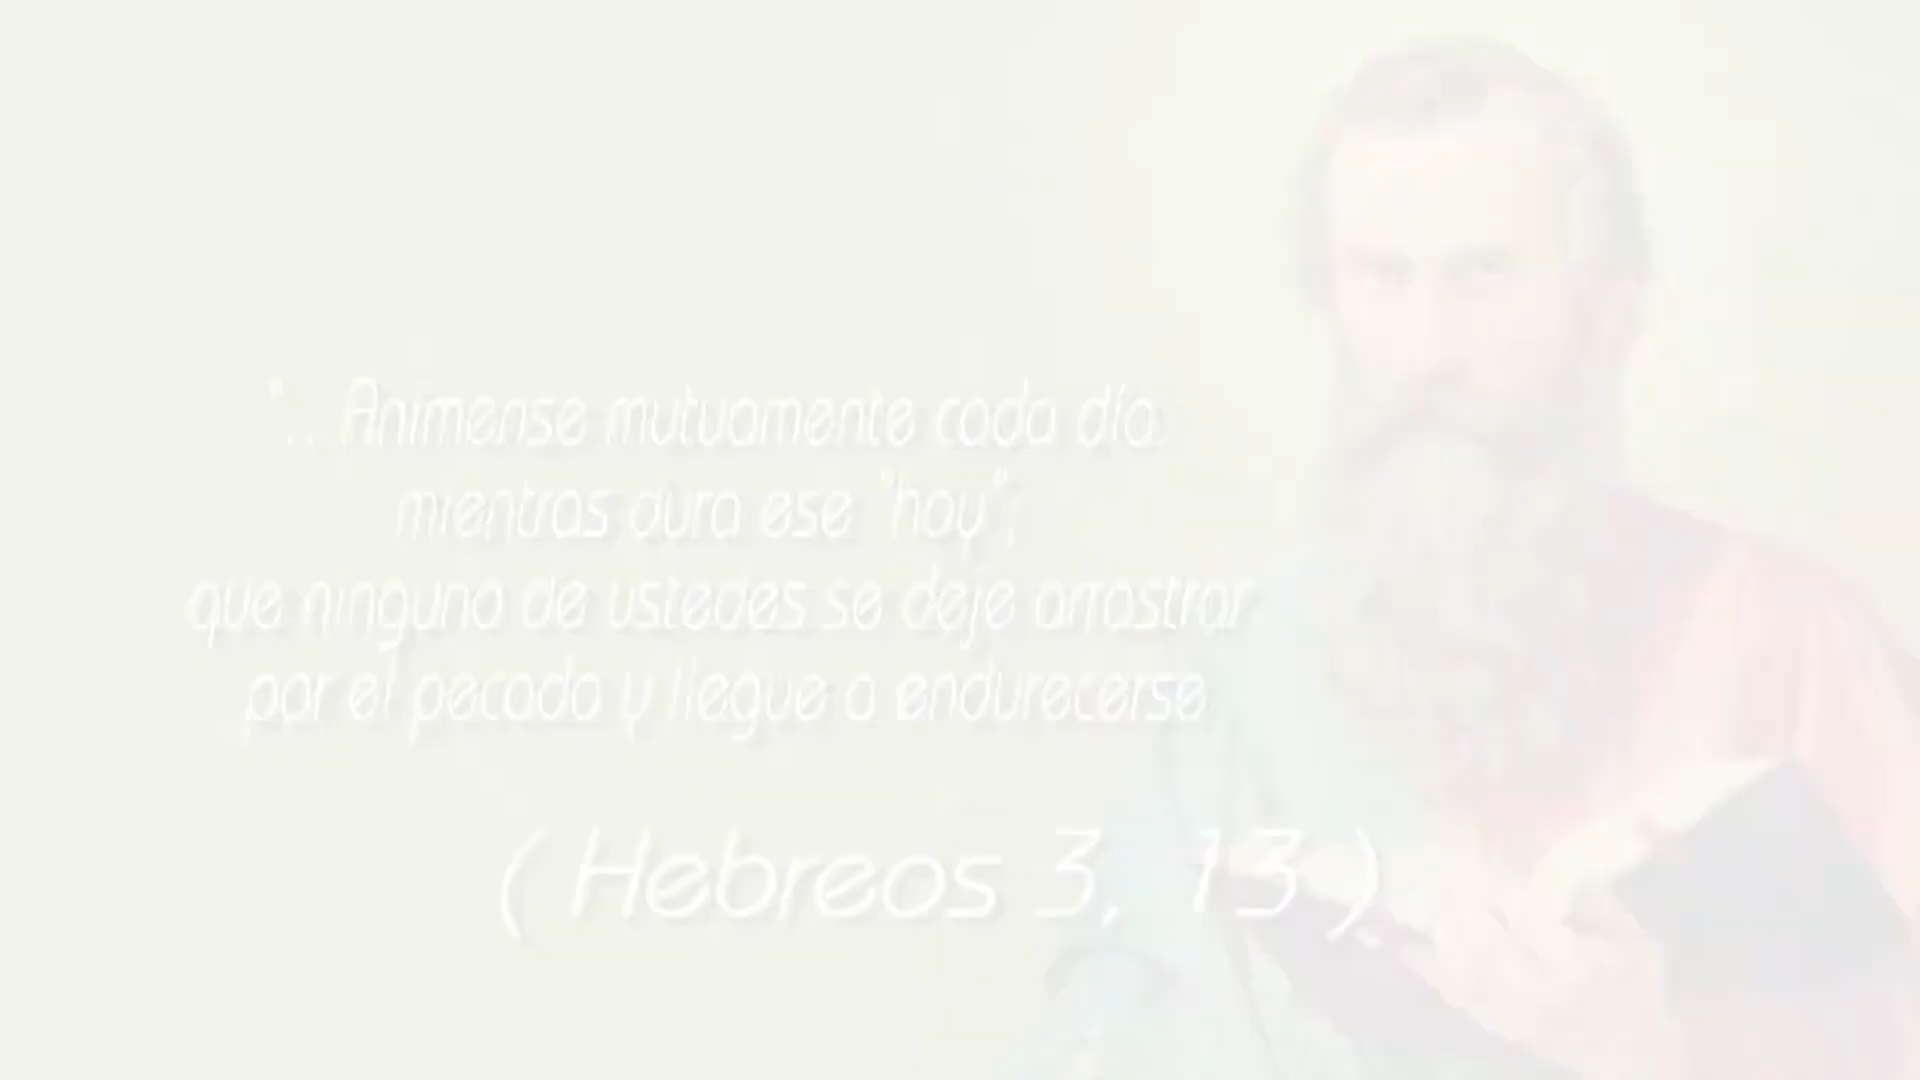 "...Anímense mutuamente cada día
mientras dura ese "hoy";
que ninguno de ustedes se deje arrastrar
por el pecado y llegue a endurecerse
( Hebreos 3, 13 )